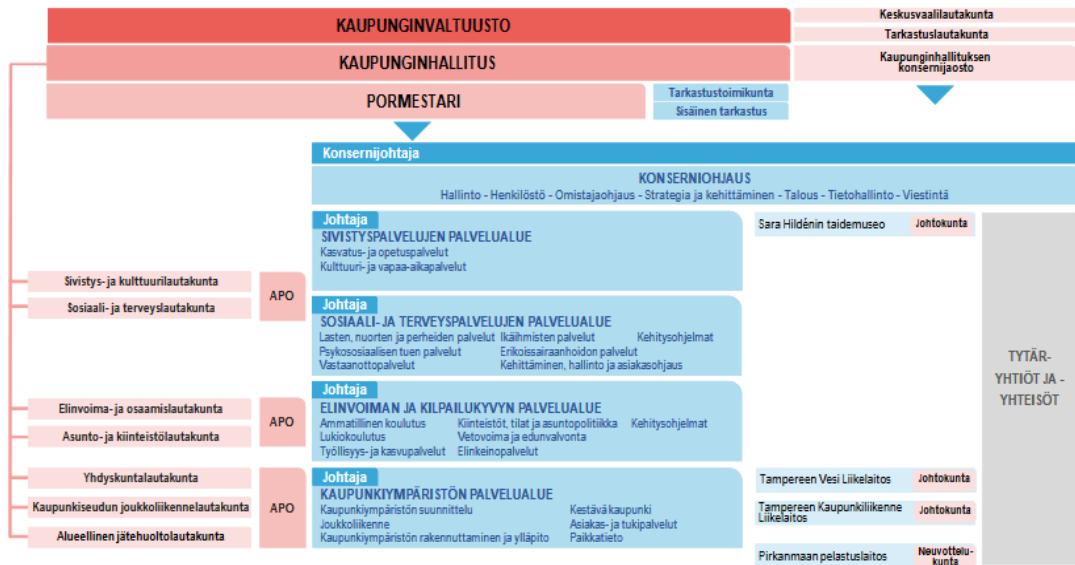 KAUPUNGINVALTUUSTO
Keskusvaalilautakunta
Tarkastuslautakunta
KAUPUNGINHALLITUS
Kaupunginhallituksen
konsernijaosto
PORMESTARI
Tarkastustoimikunta
Sisäinen tarkastus
Konsernijohtaja
KONSERNIOHJAUS
Hallinto - Henkilöstö - Omistajaohjaus - Strategia ja kehittäminen - Talous - Tietohallinto - Viestintä
Johtaja
SIVISTYSPALVELUJEN PALVELUALUE
Kasvatus- ja opetuspalvelut
Kulttuuri- ja vapaa-aikapalvelut
Sara Hildénin taidemuseo
Johtokunta
Sivistys- ja kulttuurilautakunta
Sosiaali- ja terveyslautakunta
APO
Johtaja
SOSIAALI- JA TERVEYSPALVELUJEN PALVELUALUE
Lasten, nuorten ja perheiden palvelut Ikäihmisten palvelut Kehitysohjelmat
Psykososiaalisen tuen palvelut Erikoissairaanhoidon palvelut
Vastaanottopalvelut Kehittäminen, hallinto ja asiakasohjaus
TYTÄR-
YHTIÖT JA -
YHTEISÖT
Elinvoima- ja osaamislautakunta
Asunto- ja kiinteistölautakunta
APO
Johtaja
ELINVOIMAN JA KILPAILUKYVYN PALVELUALUE
Ammatillinen koulutus Kiinteistöt, tilat ja asuntopolitiikka Kehitysohjelmat
Lukiokoulutus Vetovoima ja edunvalvonta
Työllisyys- ja kasvupalvelut Elinkeinopalvelut
Yhdyskuntalautakunta
Kaupunkiseudun joukkoliikennelautakunta
Alueellinen jätehuoltolautakunta
APO
Johtaja
KAUPUNKIYMPÄRISTÖN PALVELUALUE
Kaupunkiympäristön suunnittelu Kestävä kaupunki
Joukkoliikenne Asiakas- ja tukipalvelut
Kaupunkiympäristön rakennuttaminen ja ylläpito Paikkatieto
Tampereen Vesi Liikelaitos
Johtokunta
Tampereen Kaupunkiliikenne
Liikelaitos
Johtokunta
Pirkanmaan pelastuslaitos
Neuvottelu-
kunta